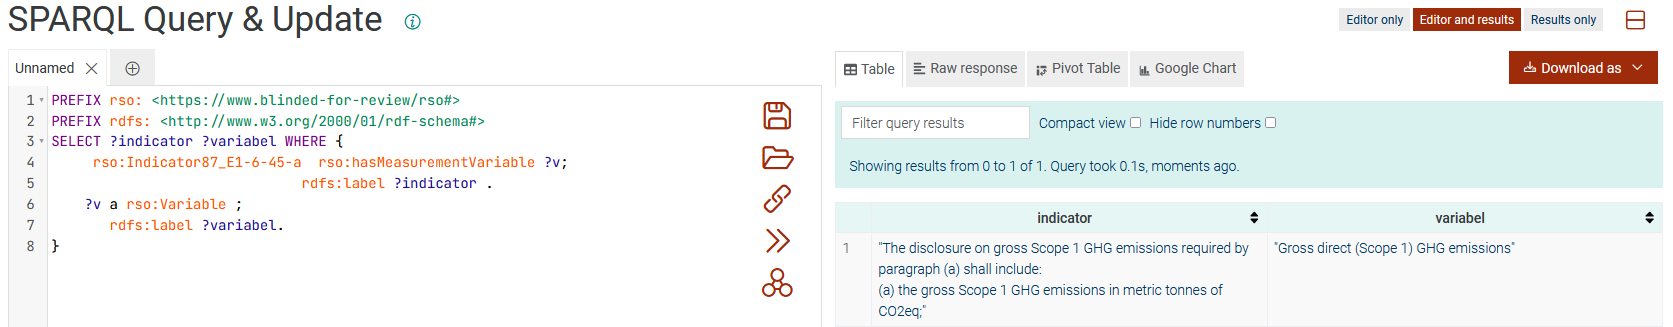 SPARQL Query & Update
Editor only
Editor and results
Results only
Unnamed
Table
Raw response
Pivot Table
Google Chart
Download as
1 PREFIX rso: <https://www.blinded-for-review/rso#>
2 PREFIX rdfs: <http://www.w3.org/2000/01/rdf-schema#>
3 SELECT ?indicator ?variabel WHERE {
4 rso:Indicator87_E1-6-45-a rso:hasMeasurementVariable ?v;
5 rdfs:label ?indicator .
6 ?v a rso:Variable ;
7 rdfs:label ?variabel.
8 }
Filter query results
Compact view
Hide row numbers
Showing results from 0 to 1 of 1. Query took 0.1s, moments ago.
indicator
variabel
1
"The disclosure on gross Scope 1 GHG emissions required by
paragraph (a) shall include:
(a) the gross Scope 1 GHG emissions in metric tonnes of
CO2eq;"
"Gross direct (Scope 1) GHG emissions"